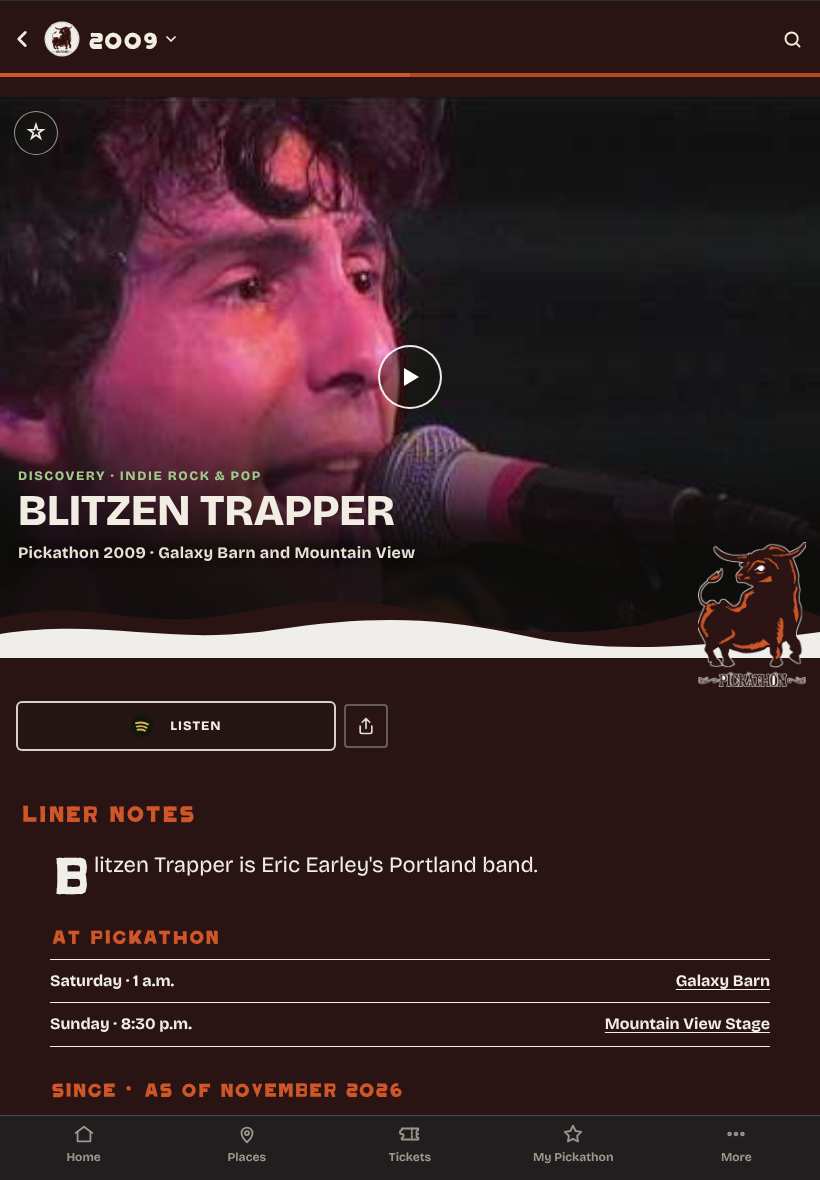 2009
DISCOVERY · INDIE ROCK & POP
BLITZEN TRAPPER
Pickathon 2009 · Galaxy Barn and Mountain View
PICKATHON
LISTEN
LINER NOTES
Blitzen Trapper is Eric Earley's Portland band.
AT PICKATHON
Saturday · 1 a.m. Galaxy Barn
Sunday · 8:30 p.m. Mountain View Stage
SINCE · AS OF NOVEMBER 2026
Home Places Tickets My Pickathon More